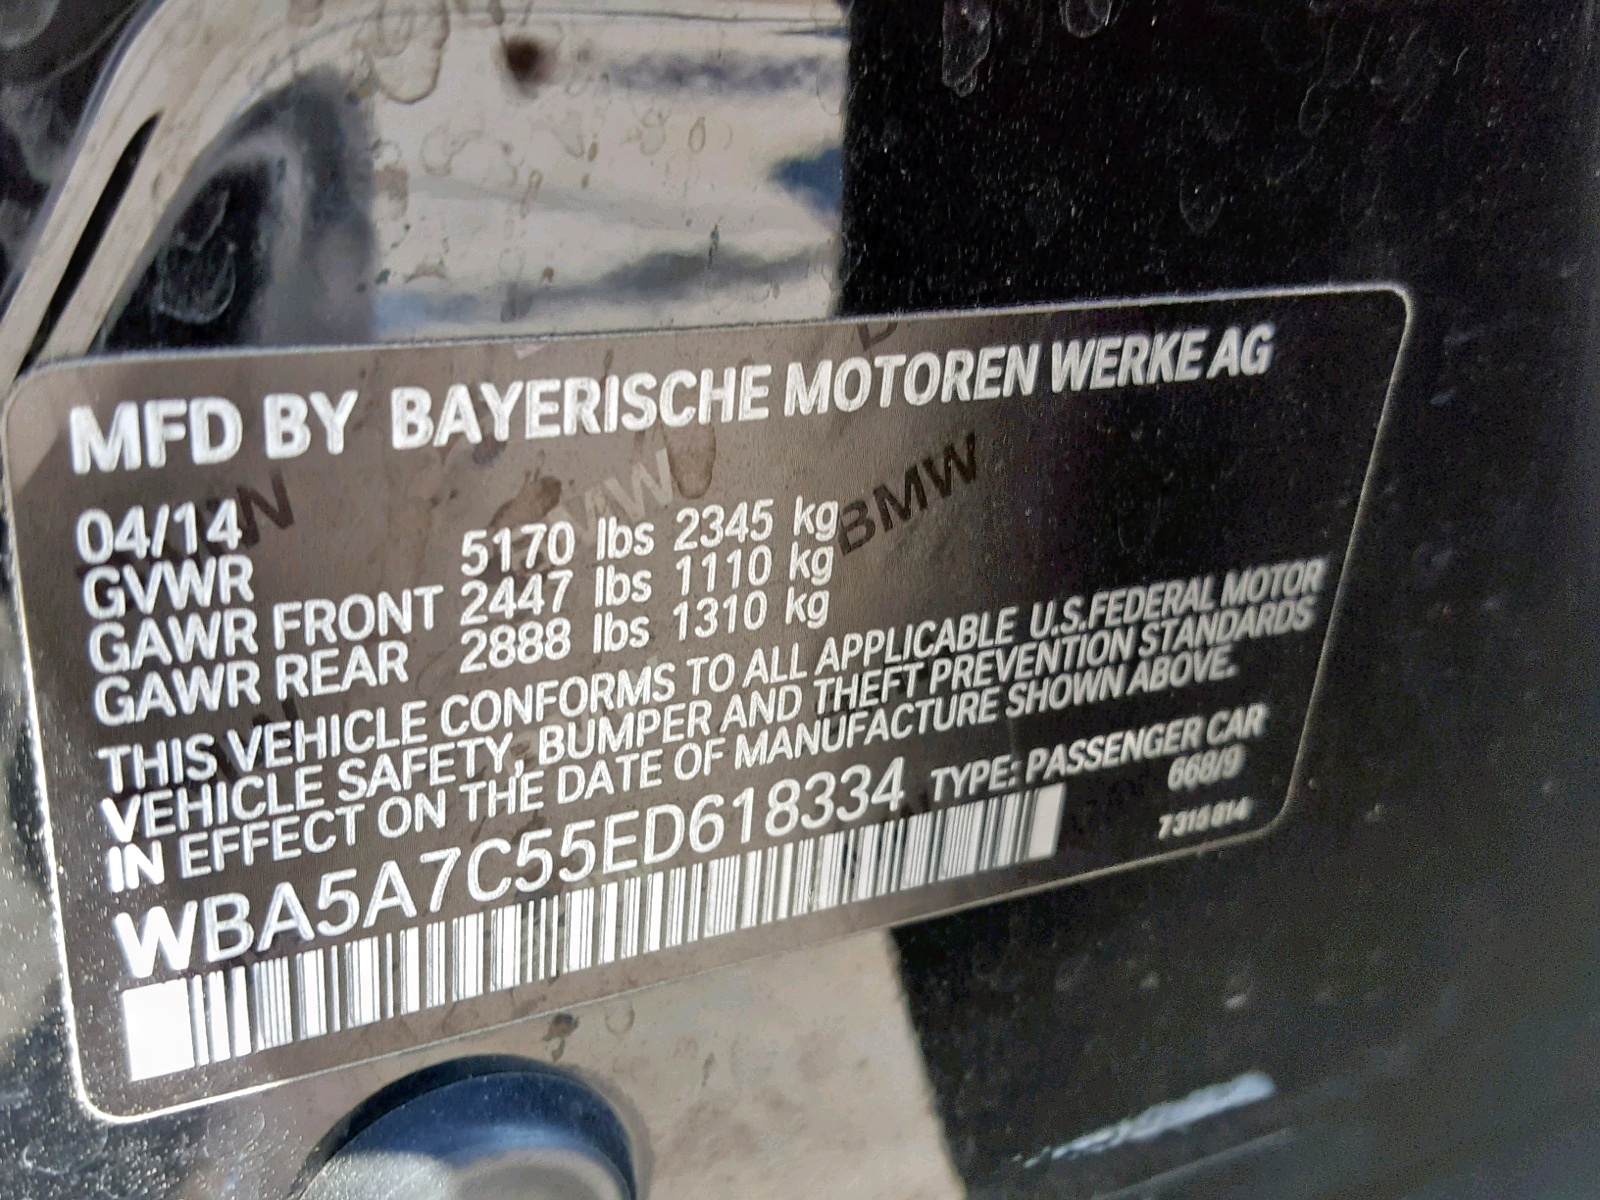 MFD BY BAYERISCHE MOTOREN WERKE AG
04/14
GVWR 5170 lbs 2345 kg
GAWR FRONT 2447 lbs 1110 kg
GAWR REAR 2888 lbs 1310 kg
THIS VEHICLE CONFORMS TO ALL APPLICABLE U.S.FEDERAL MOTOR
VEHICLE SAFETY, BUMPER AND THEFT PREVENTION STANDARDS
IN EFFECT ON THE DATE OF MANUFACTURE SHOWN ABOVE.
WBA5A7C55ED618334 TYPE: PASSENGER CAR
668/9
7315814
BMW